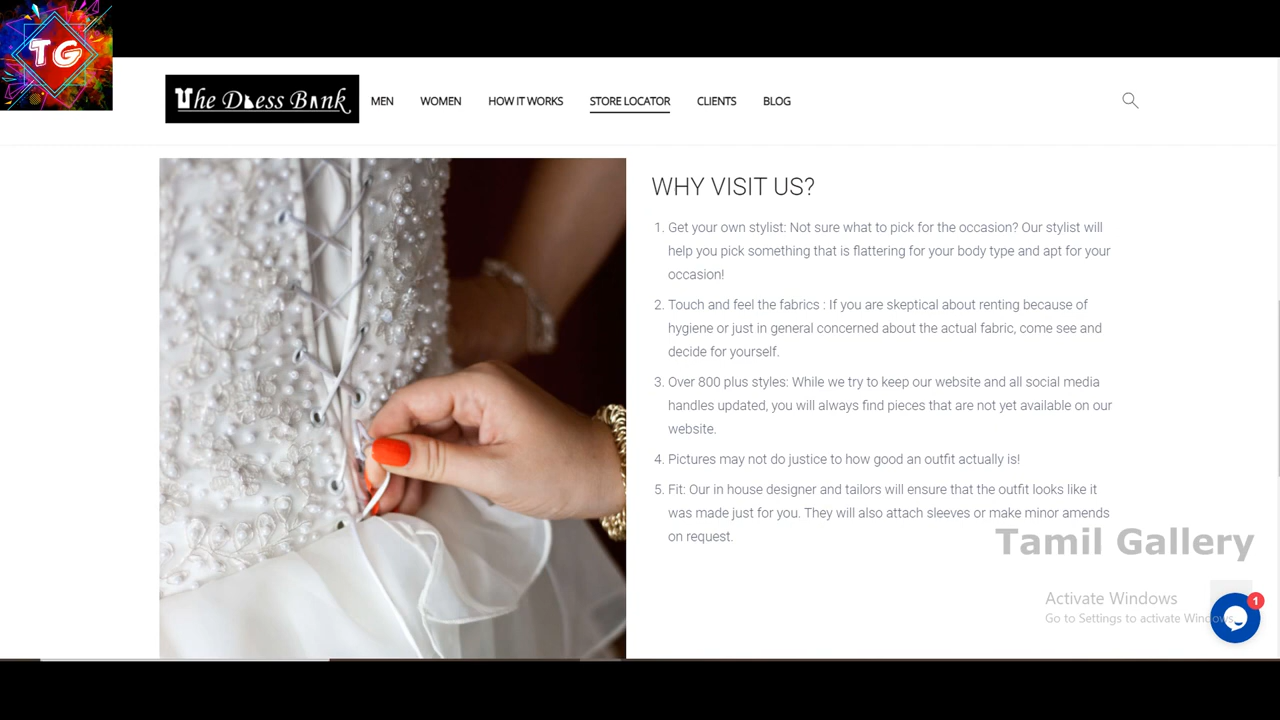 TG
The Dress Bank
MEN WOMEN HOW IT WORKS STORE LOCATOR CLIENTS BLOG
WHY VISIT US?
1. Get your own stylist: Not sure what to pick for the occasion? Our stylist will
help you pick something that is flattering for your body type and apt for your
occasion!
2. Touch and feel the fabrics : If you are skeptical about renting because of
hygiene or just in general concerned about the actual fabric, come see and
decide for yourself.
3. Over 800 plus styles: While we try to keep our website and all social media
handles updated, you will always find pieces that are not yet available on our
website.
4. Pictures may not do justice to how good an outfit actually is!
5. Fit: Our in house designer and tailors will ensure that the outfit looks like it
was made just for you. They will also attach sleeves or make minor amends
on request.
Tamil Gallery
Activate Windows
Go to Settings to activate Windows.
1